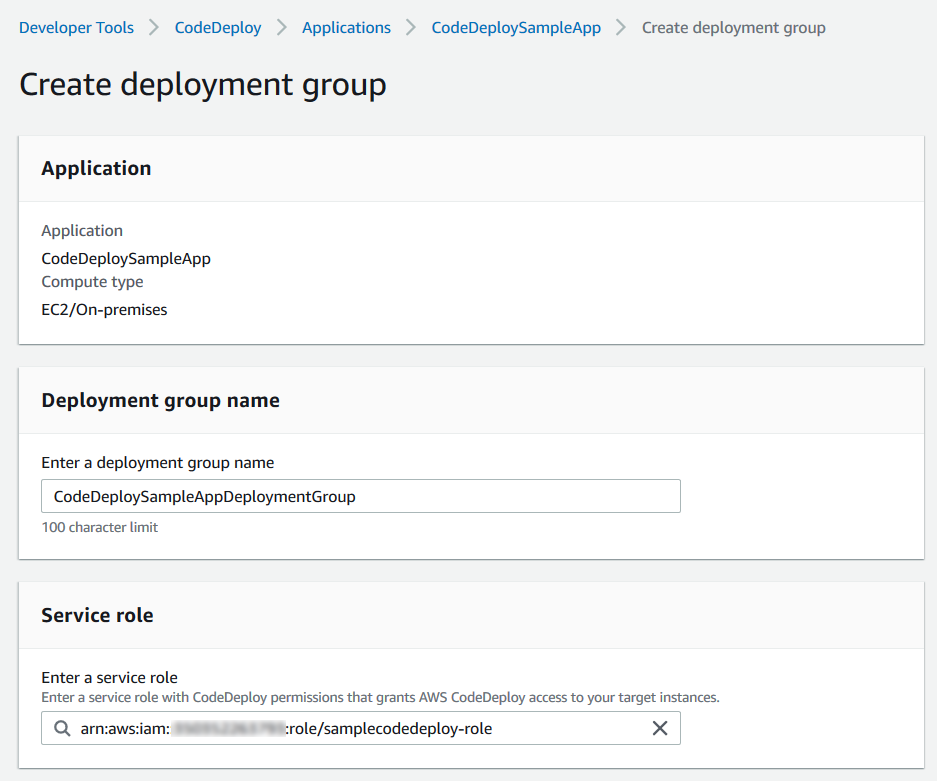 Developer Tools > CodeDeploy > Applications > CodeDeploySampleApp > Create deployment group
Create deployment group
Application
Application
CodeDeploySampleApp
Compute type
EC2/On-premises
Deployment group name
Enter a deployment group name
CodeDeploySampleAppDeploymentGroup
100 character limit
Service role
Enter a service role
Enter a service role with CodeDeploy permissions that grants AWS CodeDeploy access to your target instances.
arn:aws:iam: :role/samplecodedeploy-role